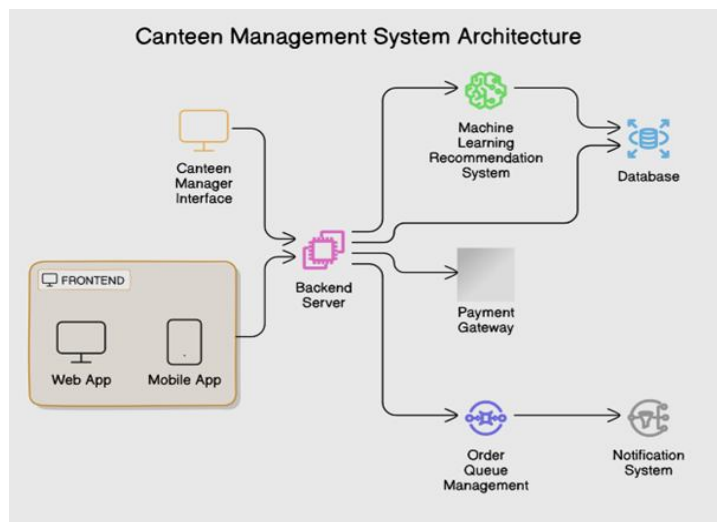 Canteen Management System Architecture
Canteen
Manager
Interface
FRONTEND
Web App
Mobile App
Backend
Server
Machine
Learning
Recommendation
System
Database
Payment
Gateway
Order
Queue
Management
Notification
System